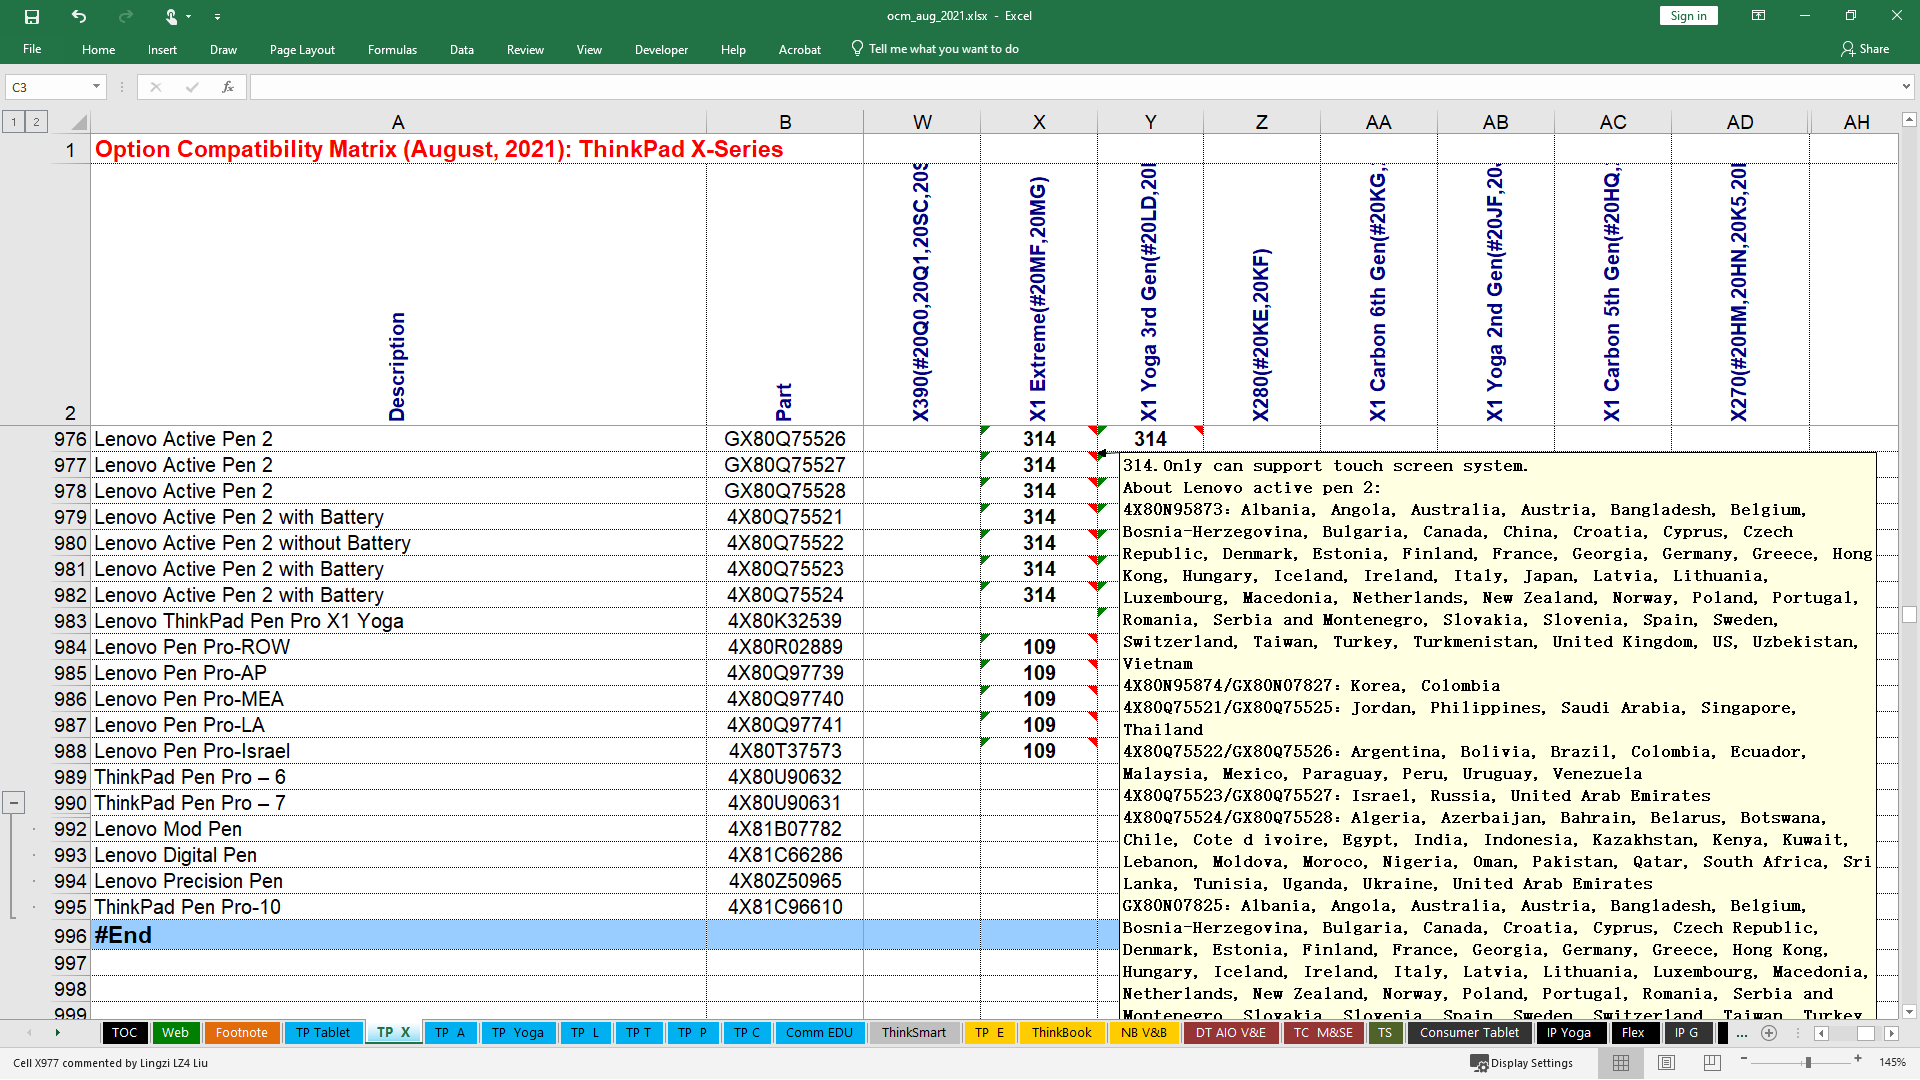 ocm_aug_2021.xlsx - Excel
Sign in
File Home Insert Draw Page Layout Formulas Data Review View Developer Help Acrobat Tell me what you want to do Share
C3 fx
1 2 A B W X Y Z AA AB AC AD AH
1 Option Compatibility Matrix (August, 2021): ThinkPad X-Series
2
Description
Part
X390(#20Q0,20Q1,20SC,20S
X1 Extreme(#20MF,20MG)
X1 Yoga 3rd Gen(#20LD,20
X280(#20KE,20KF)
X1 Carbon 6th Gen(#20KG,
X1 Yoga 2nd Gen(#20JF,20
X1 Carbon 5th Gen(#20HQ,
X270(#20HM,20HN,20K5,20
976 Lenovo Active Pen 2 GX80Q75526 314 314
977 Lenovo Active Pen 2 GX80Q75527 314
978 Lenovo Active Pen 2 GX80Q75528 314
979 Lenovo Active Pen 2 with Battery 4X80Q75521 314
980 Lenovo Active Pen 2 without Battery 4X80Q75522 314
981 Lenovo Active Pen 2 with Battery 4X80Q75523 314
982 Lenovo Active Pen 2 with Battery 4X80Q75524 314
983 Lenovo ThinkPad Pen Pro X1 Yoga 4X80K32539
984 Lenovo Pen Pro-ROW 4X80R02889 109
985 Lenovo Pen Pro-AP 4X80Q97739 109
986 Lenovo Pen Pro-MEA 4X80Q97740 109
987 Lenovo Pen Pro-LA 4X80Q97741 109
988 Lenovo Pen Pro-Israel 4X80T37573 109
989 ThinkPad Pen Pro – 6 4X80U90632
990 ThinkPad Pen Pro – 7 4X80U90631
992 Lenovo Mod Pen 4X81B07782
993 Lenovo Digital Pen 4X81C66286
994 Lenovo Precision Pen 4X80Z50965
995 ThinkPad Pen Pro-10 4X81C96610
996 #End
997
998
999
314.Only can support touch screen system.
About Lenovo active pen 2:
4X80N95873: Albania, Angola, Australia, Austria, Bangladesh, Belgium,
Bosnia-Herzegovina, Bulgaria, Canada, China, Croatia, Cyprus, Czech
Republic, Denmark, Estonia, Finland, France, Georgia, Germany, Greece, Hong
Kong, Hungary, Iceland, Ireland, Italy, Japan, Latvia, Lithuania,
Luxembourg, Macedonia, Netherlands, New Zealand, Norway, Poland, Portugal,
Romania, Serbia and Montenegro, Slovakia, Slovenia, Spain, Sweden,
Switzerland, Taiwan, Turkey, Turkmenistan, United Kingdom, US, Uzbekistan,
Vietnam
4X80N95874/GX80N07827: Korea, Colombia
4X80Q75521/GX80Q75525: Jordan, Philippines, Saudi Arabia, Singapore,
Thailand
4X80Q75522/GX80Q75526: Argentina, Bolivia, Brazil, Colombia, Ecuador,
Malaysia, Mexico, Paraguay, Peru, Uruguay, Venezuela
4X80Q75523/GX80Q75527: Israel, Russia, United Arab Emirates
4X80Q75524/GX80Q75528: Algeria, Azerbaijan, Bahrain, Belarus, Botswana,
Chile, Cote d ivoire, Egypt, India, Indonesia, Kazakhstan, Kenya, Kuwait,
Lebanon, Moldova, Moroco, Nigeria, Oman, Pakistan, Qatar, South Africa, Sri
Lanka, Tunisia, Uganda, Ukraine, United Arab Emirates
GX80N07825: Albania, Angola, Australia, Austria, Bangladesh, Belgium,
Bosnia-Herzegovina, Bulgaria, Canada, Croatia, Cyprus, Czech Republic,
Denmark, Estonia, Finland, France, Georgia, Germany, Greece, Hong Kong,
Hungary, Iceland, Ireland, Italy, Latvia, Lithuania, Luxembourg, Macedonia,
Netherlands, New Zealand, Norway, Poland, Portugal, Romania, Serbia and
Montenegro, Slovakia, Slovenia, Spain, Sweden, Switzerland, Taiwan, Turkey
TOC Web Footnote TP Tablet TP X TP A TP Yoga TP L TP T TP P TP C Comm EDU ThinkSmart TP E ThinkBook NB V&B DT AIO V&E TC M&SE TS Consumer Tablet IP Yoga Flex IP G ...
Cell X977 commented by Lingzi LZ4 Liu Display Settings 145%